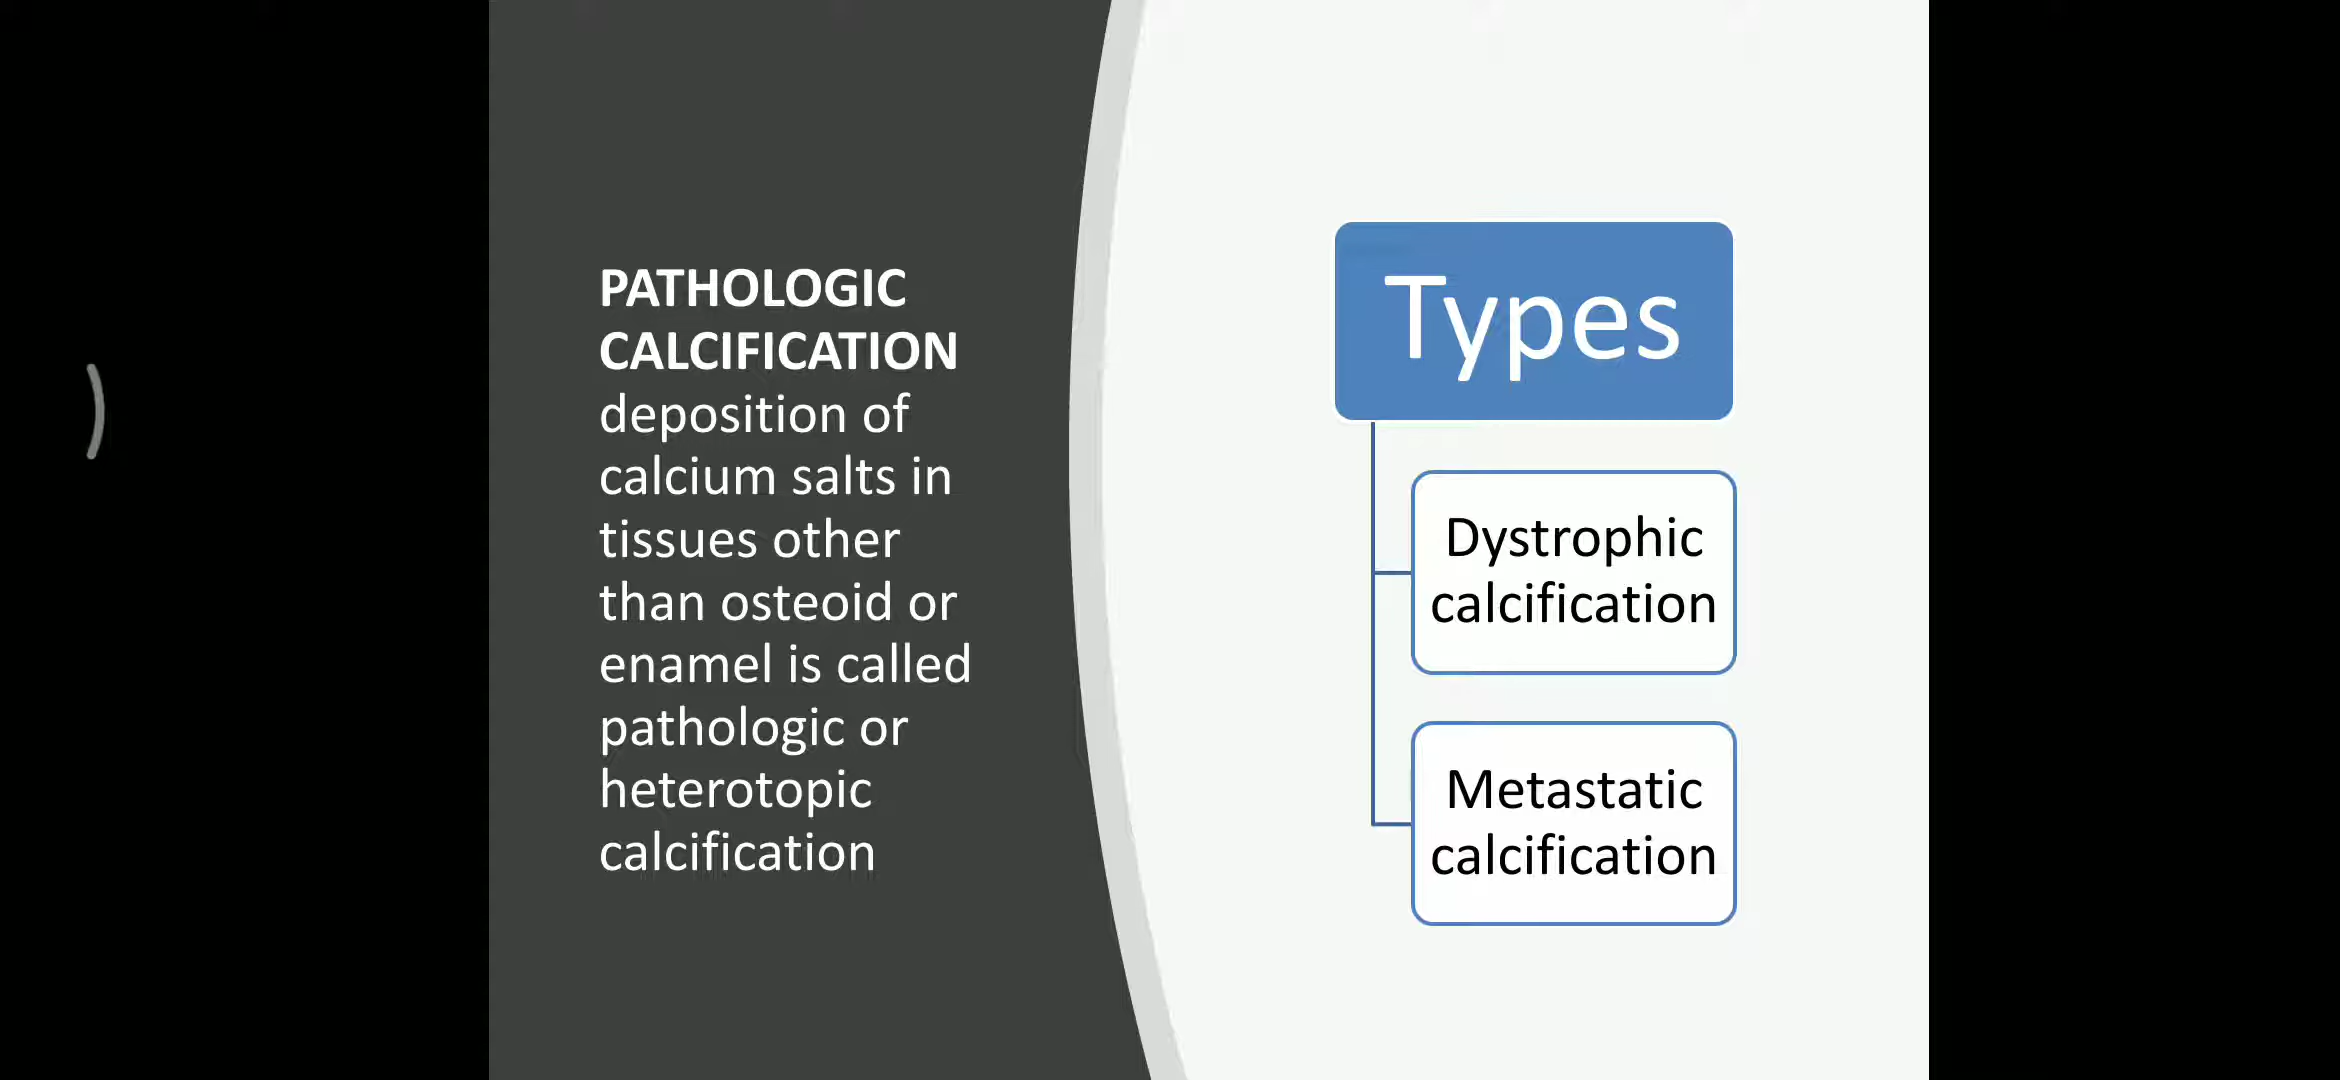 PATHOLOGIC
CALCIFICATION
deposition of
calcium salts in
tissues other
than osteoid or
enamel is called
pathologic or
heterotopic
calcification
Types
Dystrophic
calcification
Metastatic
calcification